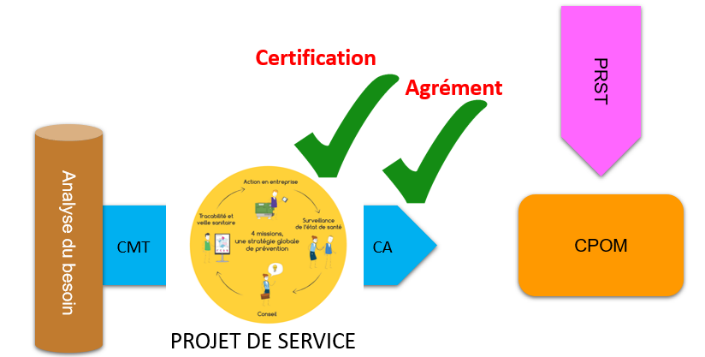 Certification
Agrément
PRST
Analyse du besoin
CMT
Action en entreprise
Traçabilité et
veille sanitaire
4 missions,
une stratégie globale
de prévention
Surveillance
de l'état de santé
Conseil
CA
CPOM
PROJET DE SERVICE